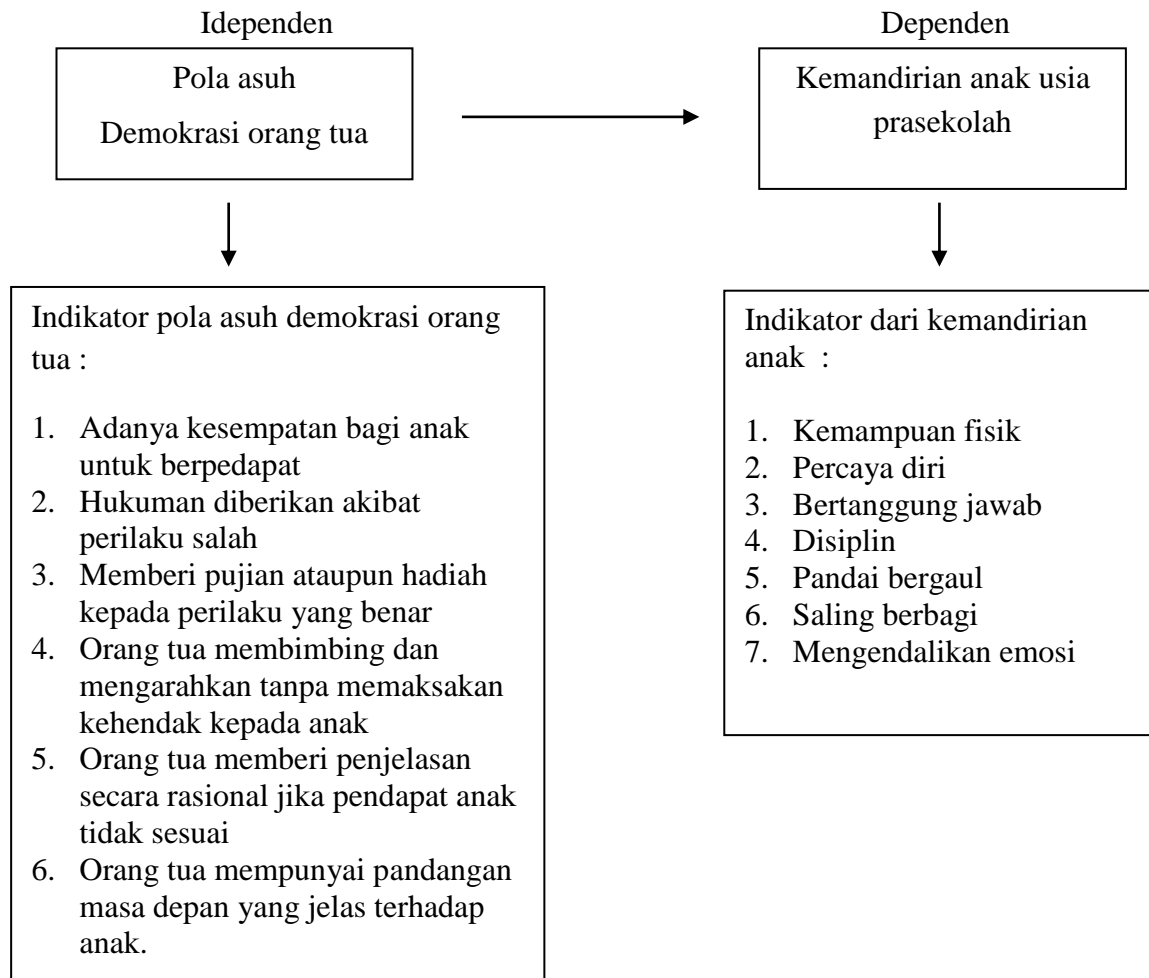 Idependen
Pola asuh
Demokrasi orang tua
Dependen
Kemandirian anak usia
prasekolah
Indikator pola asuh demokrasi orang
tua :
1. Adanya kesempatan bagi anak
untuk berpedapat
2. Hukuman diberikan akibat
perilaku salah
3. Memberi pujian ataupun hadiah
kepada perilaku yang benar
4. Orang tua membimbing dan
mengarahkan tanpa memaksakan
kehendak kepada anak
5. Orang tua memberi penjelasan
secara rasional jika pendapat anak
tidak sesuai
6. Orang tua mempunyai pandangan
masa depan yang jelas terhadap
anak.
Indikator dari kemandirian
anak :
1. Kemampuan fisik
2. Percaya diri
3. Bertanggung jawab
4. Disiplin
5. Pandai bergaul
6. Saling berbagi
7. Mengendalikan emosi